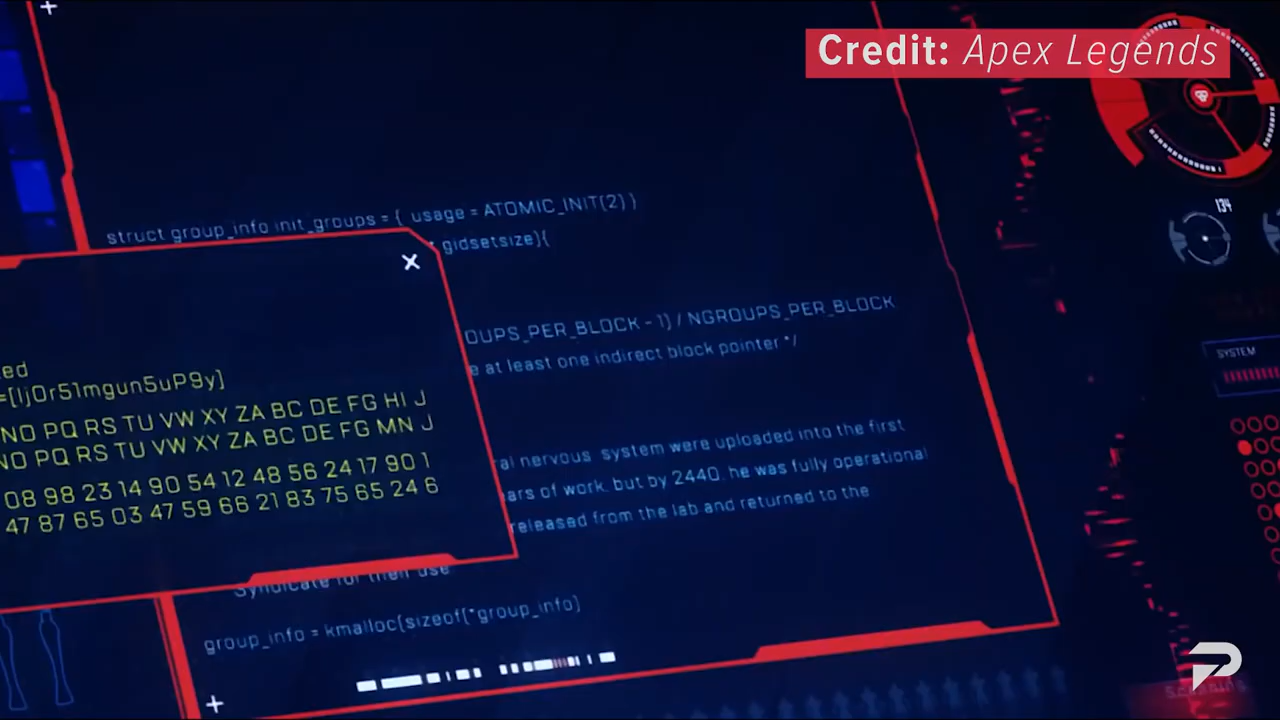 Credit: Apex Legends
struct group_info init_groups = { usage = ATOMIC_INIT(2) }
gidsetsize){
134
OUPS_PER_BLOCK - 1) / NGROUPS_PER_BLOCK
e at least one indirect block pointer */
SYSTEM
ed
=[Ij0r51mgun5uP9y]
NO PQ RS TU VW XY ZA BC DE FG HI J
NO PQ RS TU VW XY ZA BC DE FG MN J
08 98 23 14 90 54 12 48 56 24 17 90 1
47 87 65 03 47 59 66 21 83 75 65 24 6
al nervous system were uploaded into the first
ars of work, but by 2440, he was fully operational
released from the lab and returned to the
Syndicate for their use
group_info = kmalloc(sizeof(*group_info)